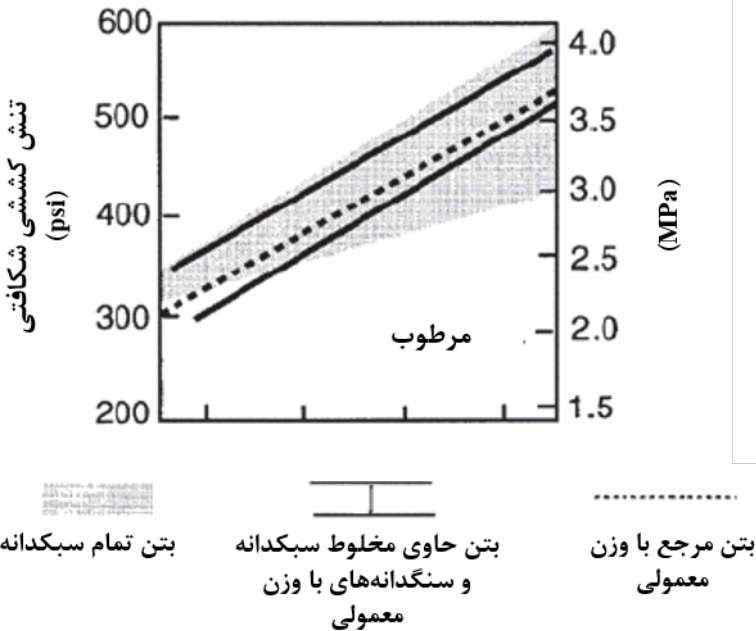 600
500
400
300
200
تنش کششی شکافتی
(psi)
4.0
3.5
3.0
2.5
2.0
1.5
(MPa)
مرطوب
بتن مرجع با وزن
معمولی
بتن حاوی مخلوط سبکدانه
و سنگدانه‌های با وزن
معمولی
بتن تمام سبکدانه